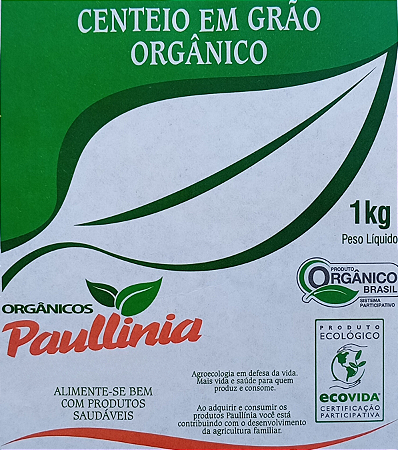 CENTEIO EM GRÃO
ORGÂNICO
1kg
Peso Líquido
PRODUTO
ORGÂNICO
BRASIL
SISTEMA
PARTICIPATIVO
ORGÂNICOS
Paullinia
PRODUTO
ECOLÓGICO
ECOVIDA
CERTIFICAÇÃO
PARTICIPATIVA
Agroecologia em defesa da vida.
Mais vida e saúde para quem
produz e consome.
Ao adquirir e consumir os
produtos Paullínia você está
contribuindo com o desenvolvimento
da agricultura familiar.
ALIMENTE-SE BEM
COM PRODUTOS
SAUDÁVEIS